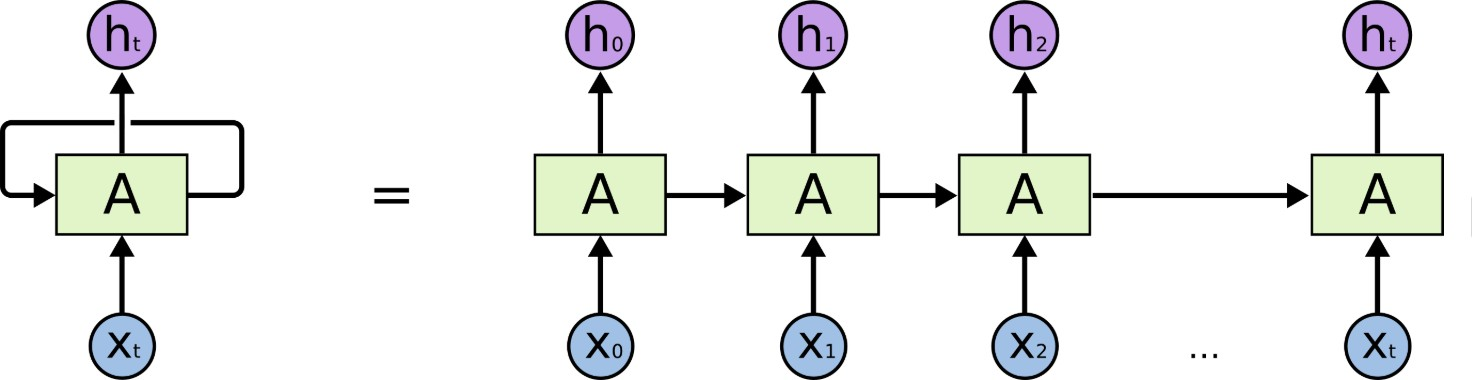 ht h0 h1 h2 ht
A = A A A A
xt x0 x1 x2 ... xt